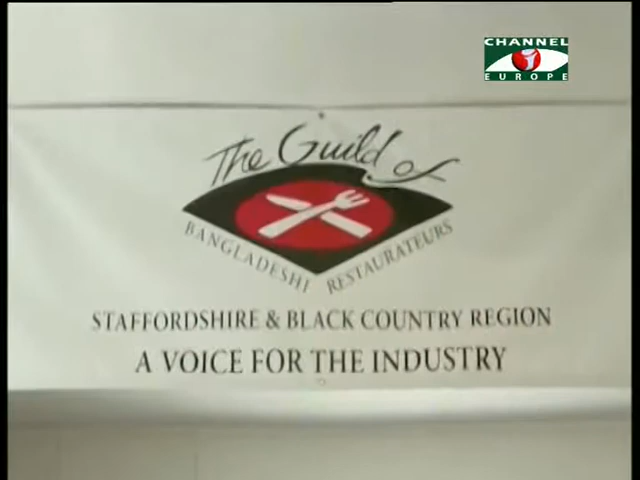 CHANNEL
i
EUROPE
The Guild of
BANGLADESHI RESTAURATEURS
STAFFORDSHIRE & BLACK COUNTRY REGION
A VOICE FOR THE INDUSTRY